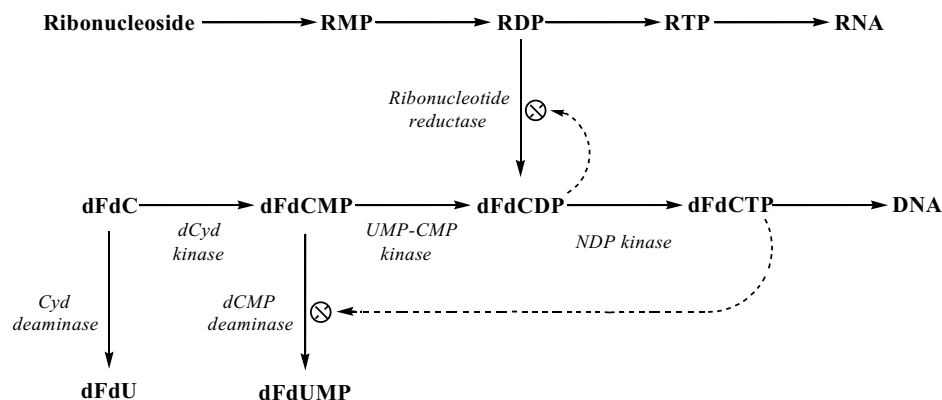 Ribonucleoside RMP RDP RTP RNA
Ribonucleotide
reductase
dFdC dFdCMP dFdCDP dFdCTP DNA
dCyd
kinase
UMP-CMP
kinase
NDP kinase
Cyd
deaminase
dCMP
deaminase
dFdU dFdUMP